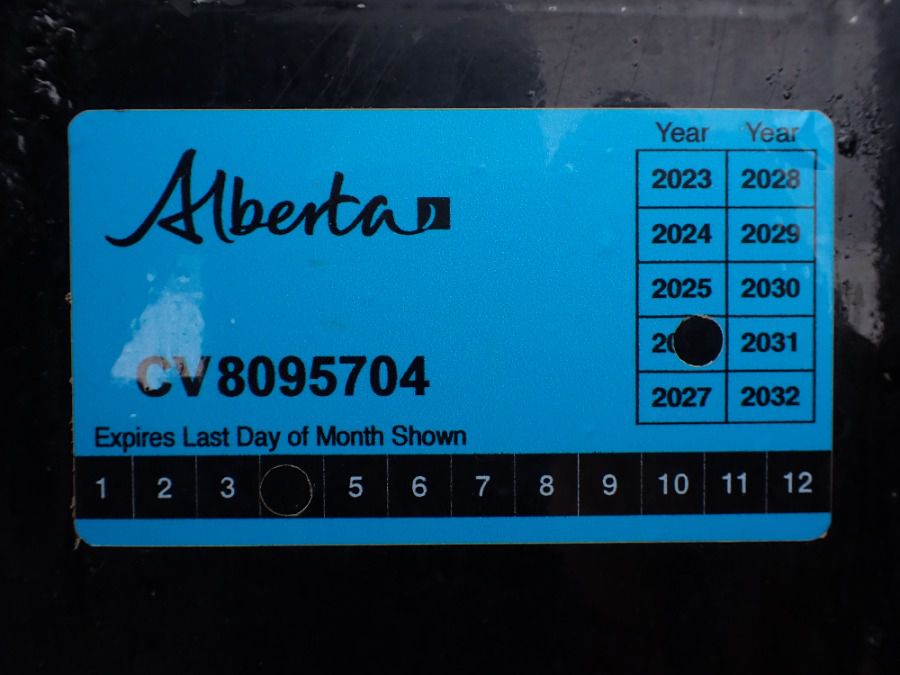 Alberta
Year Year
2023 2028
2024 2029
2025 2030
20 2031
2027 2032
CV8095704
Expires Last Day of Month Shown
1 2 3 5 6 7 8 9 10 11 12